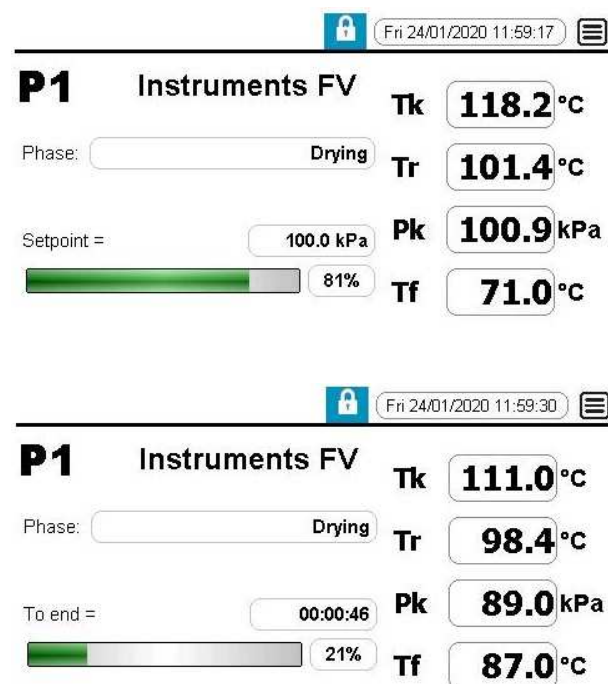 Fri 24/01/2020 11:59:17
P1 Instruments FV
Tk 118.2 °C
Phase: Drying
Tr 101.4 °C
Setpoint = 100.0 kPa
Pk 100.9 kPa
81%
Tf 71.0 °C
Fri 24/01/2020 11:59:30
P1 Instruments FV
Tk 111.0 °C
Phase: Drying
Tr 98.4 °C
To end = 00:00:46
Pk 89.0 kPa
21%
Tf 87.0 °C